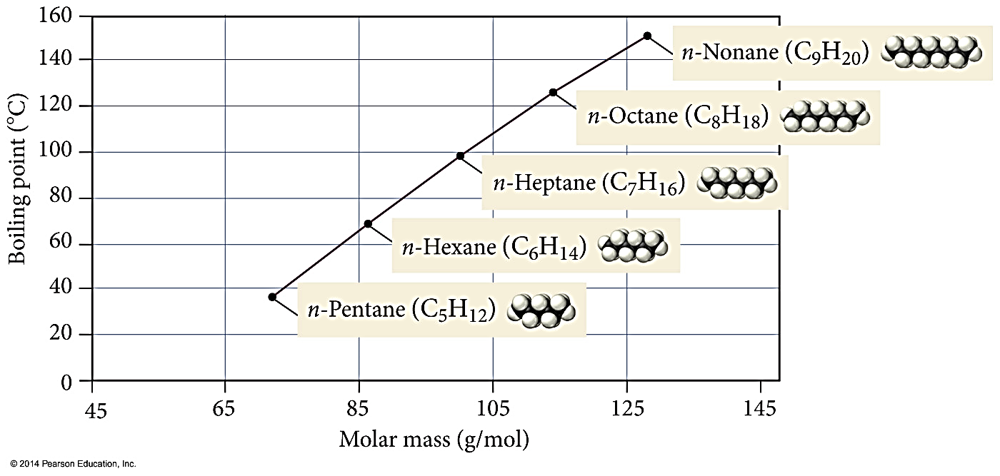 160
140
120
100
80
60
40
20
0
Boiling point (°C)
n-Nonane (C₉H₂₀)
n-Octane (C₈H₁₈)
n-Heptane (C₇H₁₆)
n-Hexane (C₆H₁₄)
n-Pentane (C₅H₁₂)
45 65 85 105 125 145
Molar mass (g/mol)
© 2014 Pearson Education, Inc.